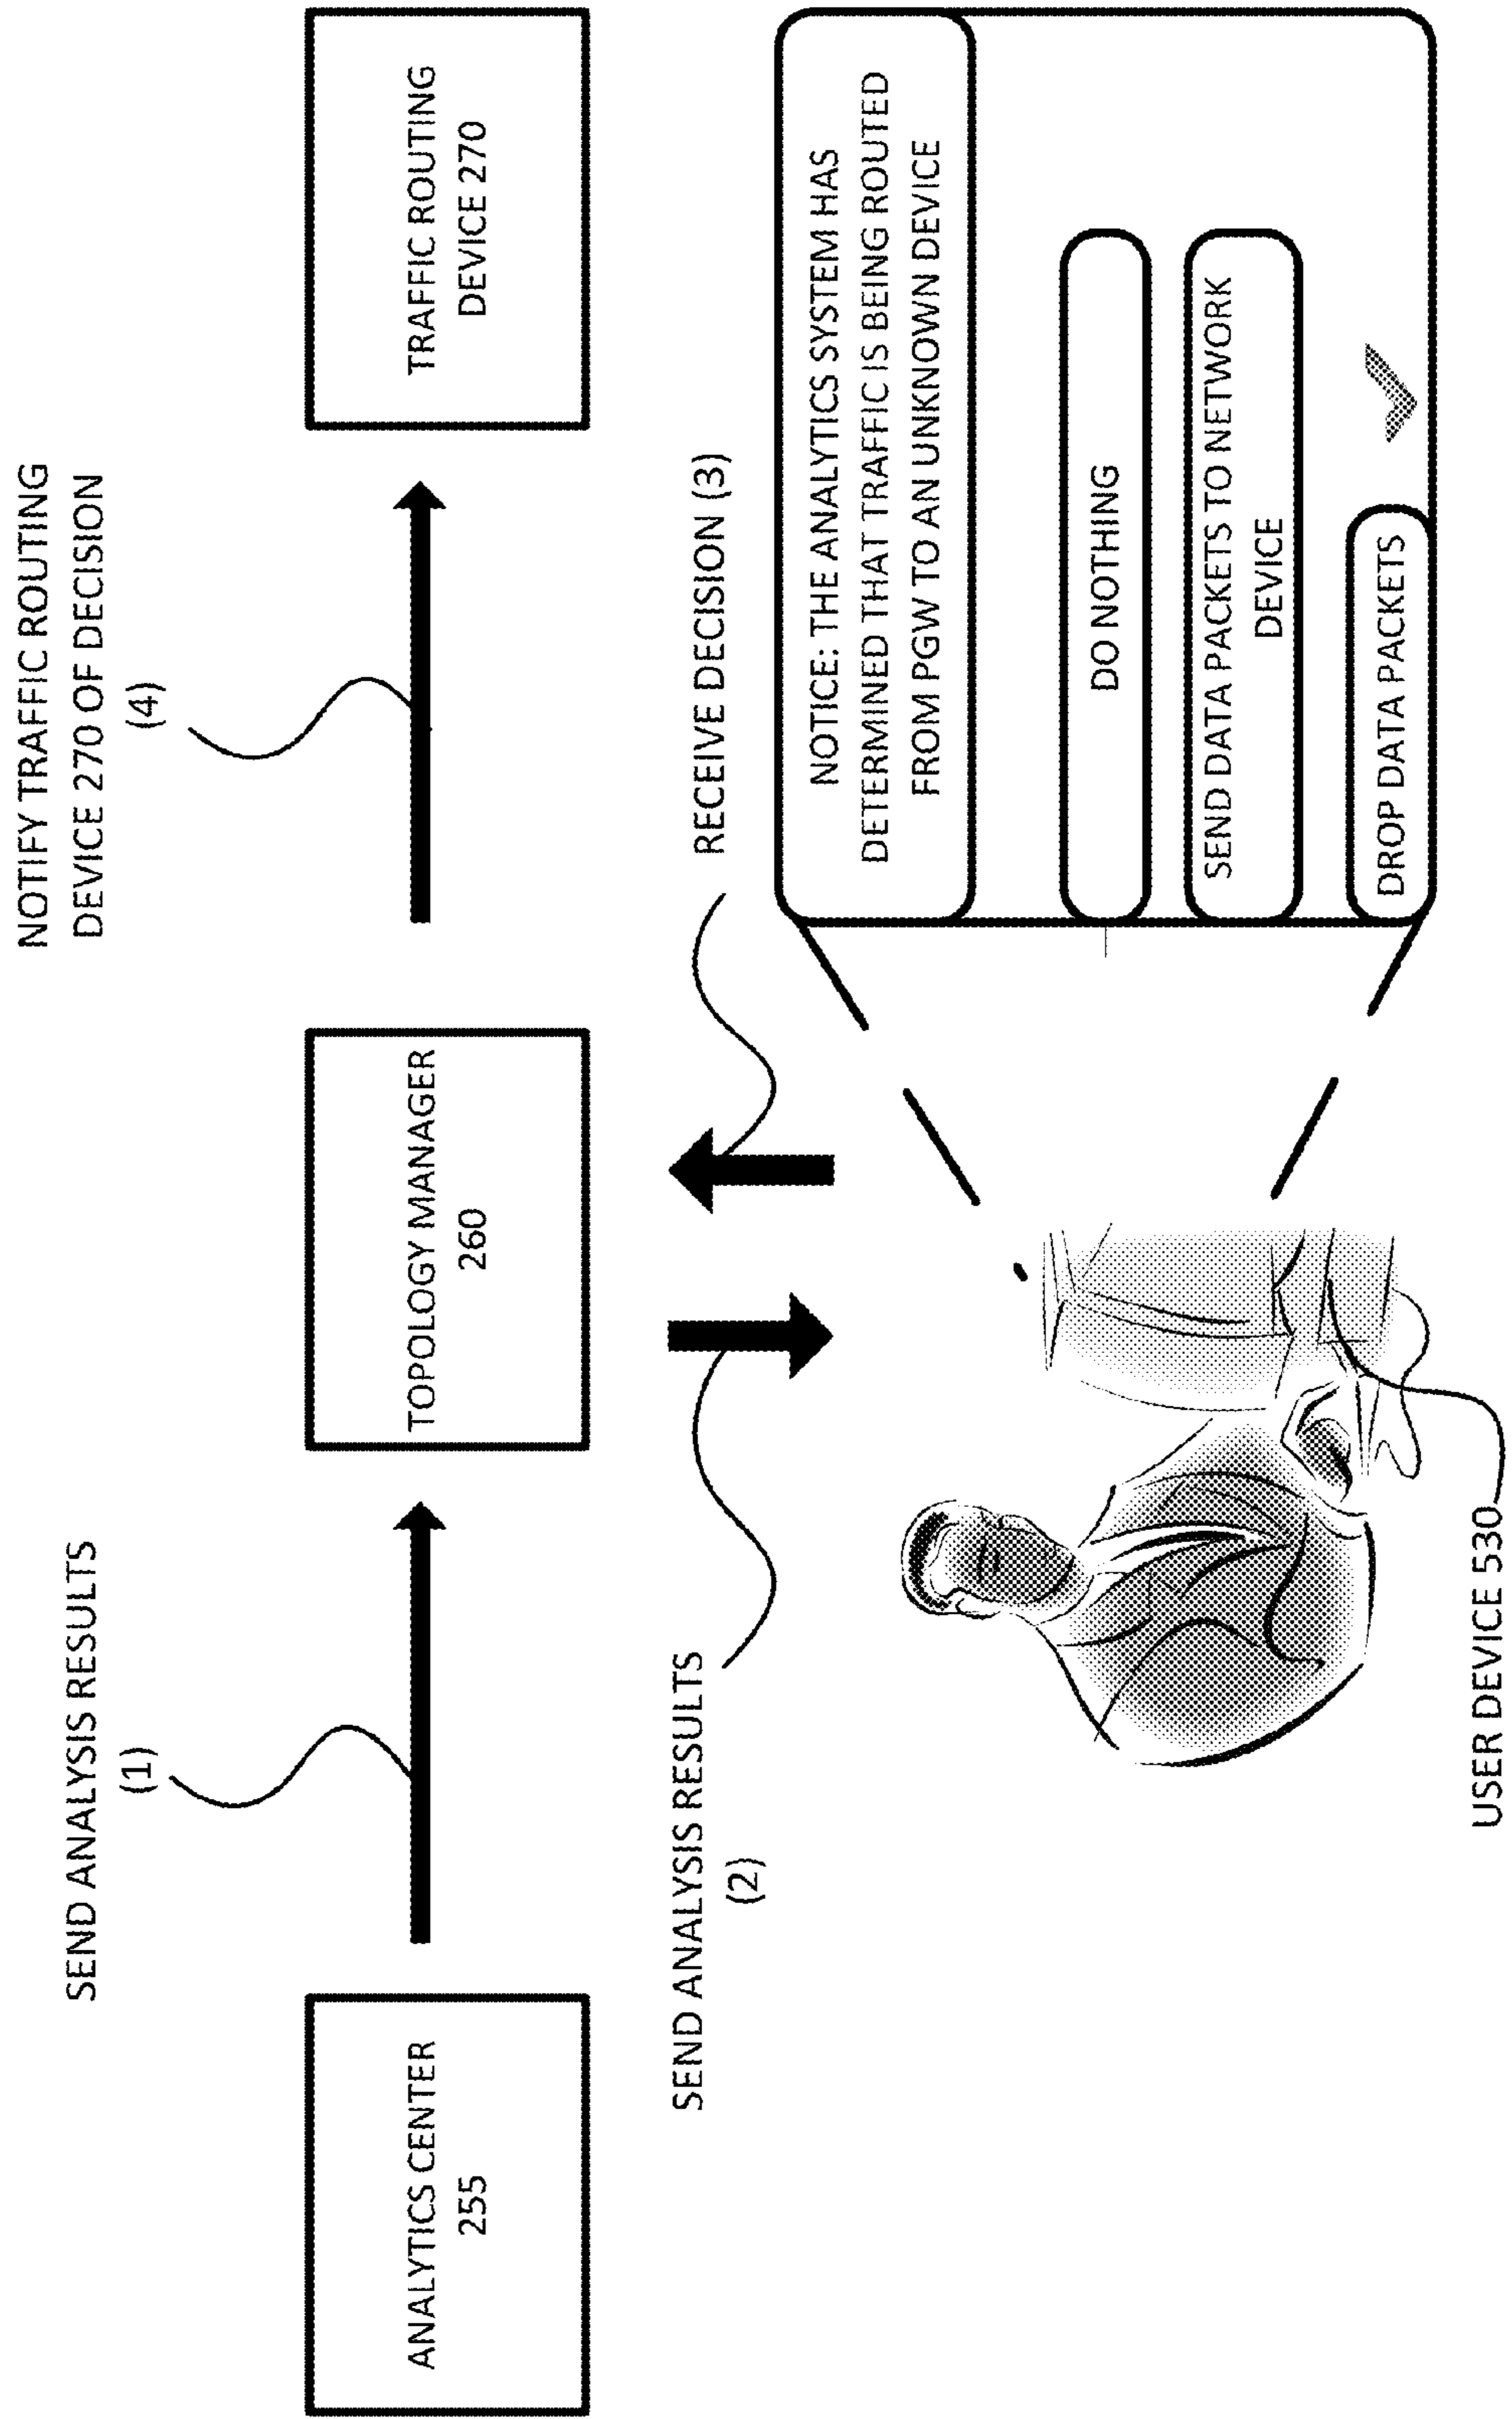 SEND ANALYSIS RESULTS
(1)
NOTIFY TRAFFIC ROUTING
DEVICE 270 OF DECISION
(4)
ANALYTICS CENTER
255
TOPOLOGY MANAGER
260
TRAFFIC ROUTING
DEVICE 270
SEND ANALYSIS RESULTS
(2)
RECEIVE DECISION (3)
NOTICE: THE ANALYTICS SYSTEM HAS
DETERMINED THAT TRAFFIC IS BEING ROUTED
FROM PGW TO AN UNKNOWN DEVICE
DO NOTHING
SEND DATA PACKETS TO NETWORK
DEVICE
DROP DATA PACKETS
USER DEVICE 530